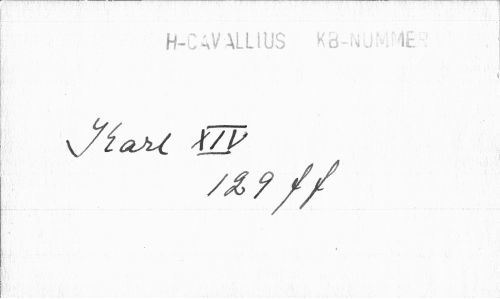 H-CAVALLIUS KB-NUMMER
Karl XIV
129 ff